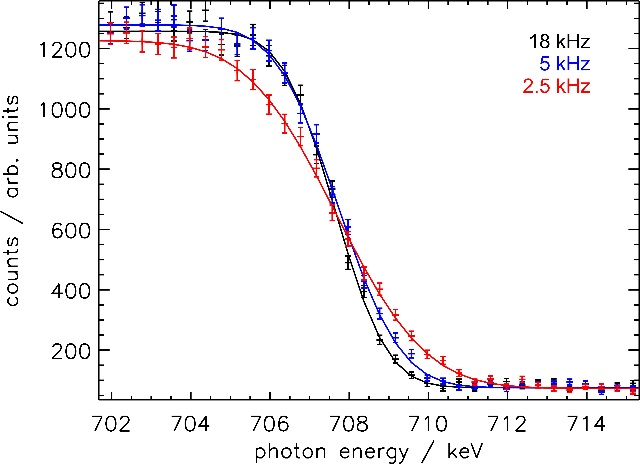 1200
1000
800
600
400
200
counts / arb. units
18 kHz
5 kHz
2.5 kHz
702 704 706 708 710 712 714
photon energy / keV